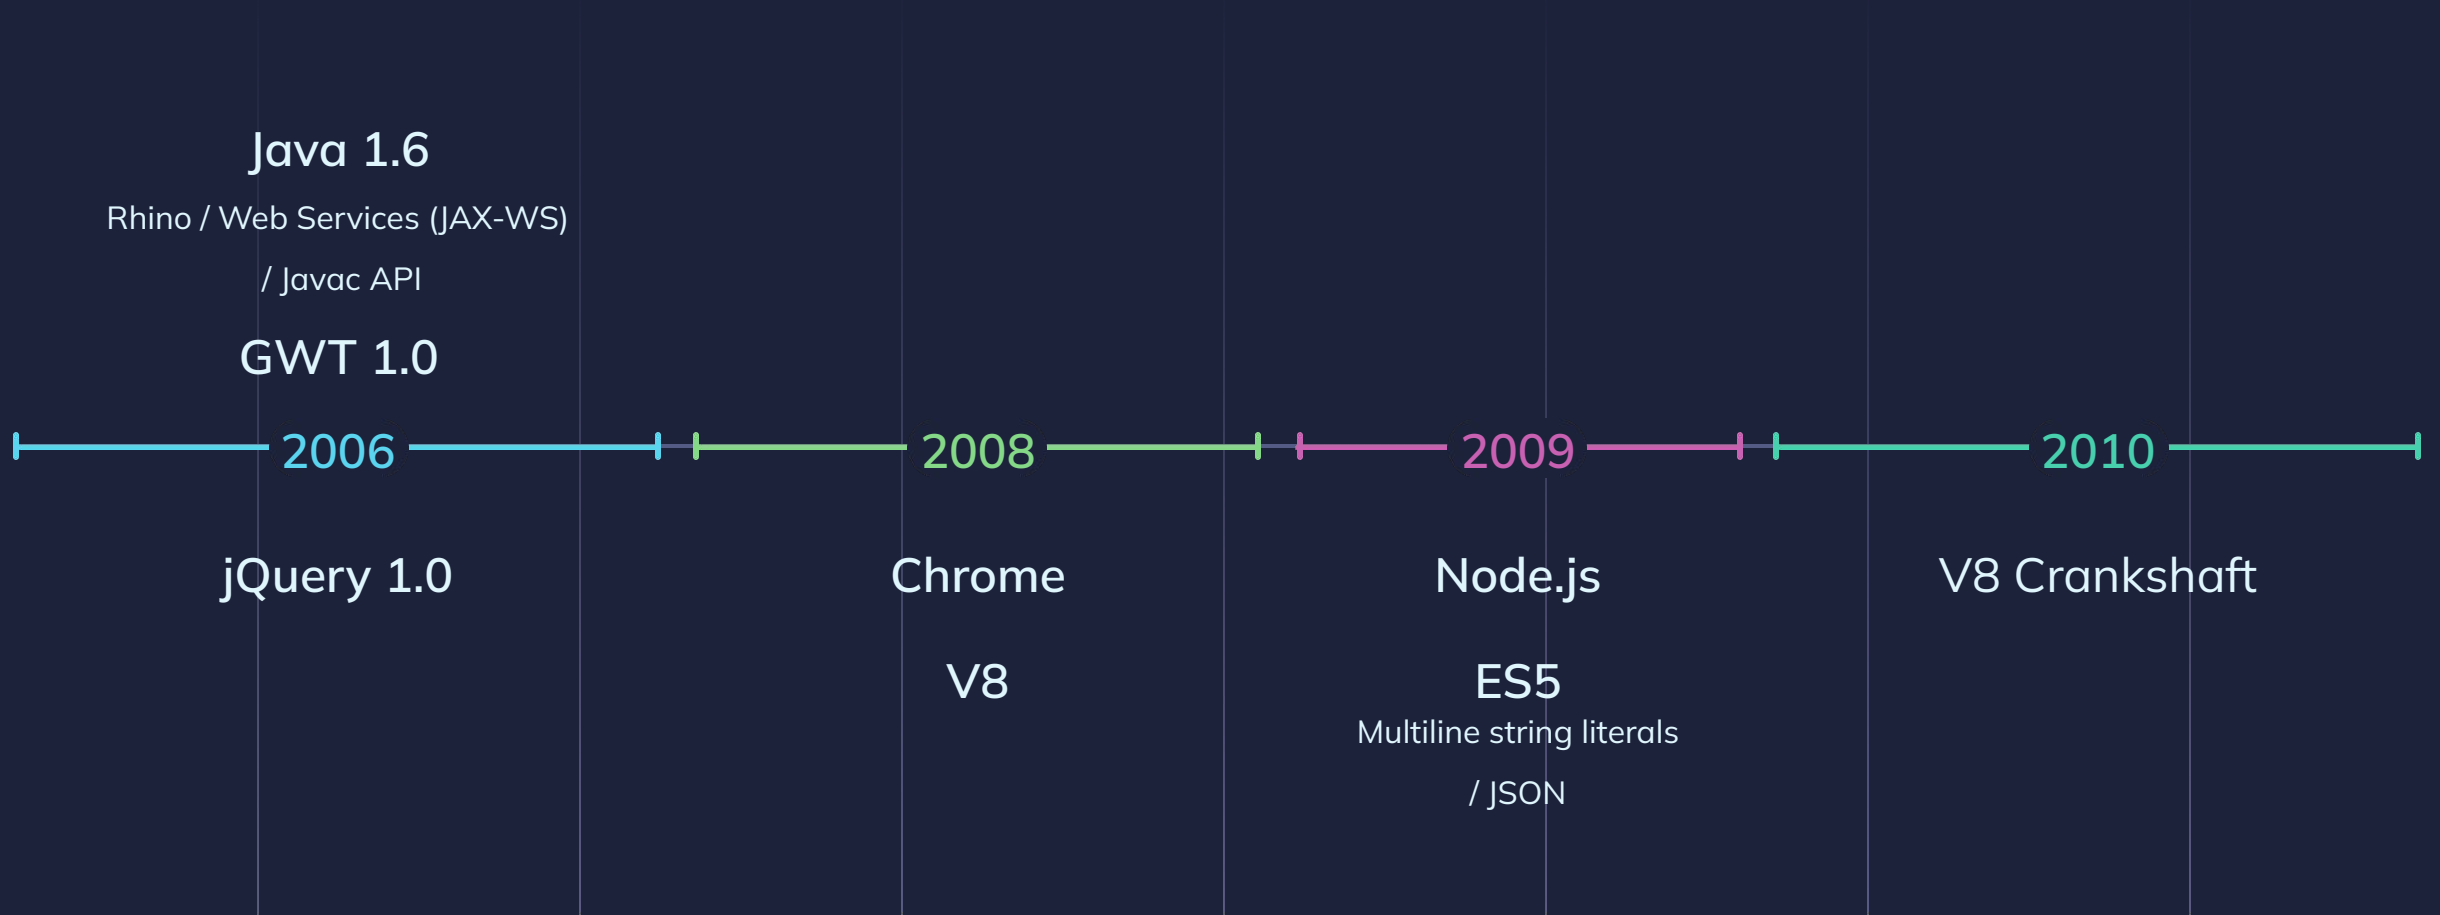 Java 1.6
Rhino / Web Services (JAX-WS)
/ Javac API
GWT 1.0
2006
2008
2009
2010
jQuery 1.0
Chrome
Node.js
V8 Crankshaft
V8
ES5
Multiline string literals
/ JSON